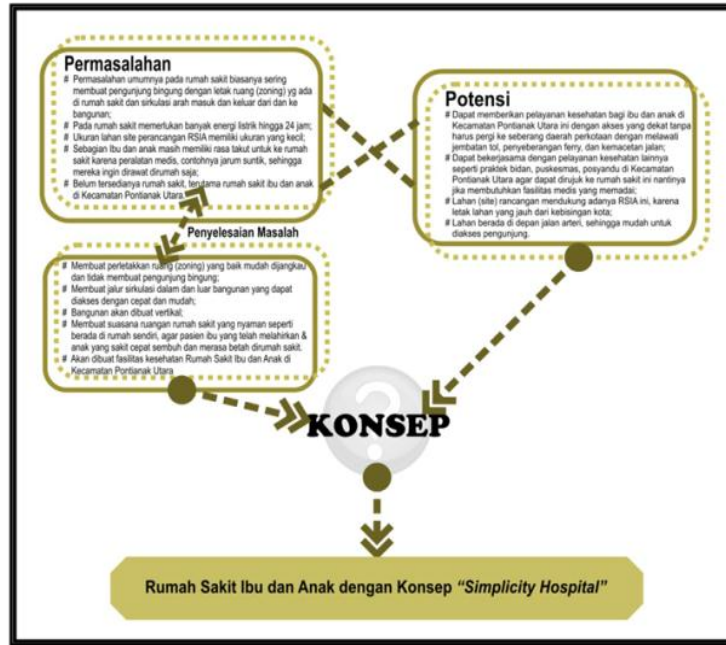 Permasalahan
# Permasalahan umumnya pada rumah sakit biasanya sering
membuat pengunjung bingung dengan letak ruang (zoning) yg ada
di rumah sakit dan sirkulasi arah masuk dan keluar dari dan ke
bangunan;
# Pada rumah sakit memerlukan banyak energi listrik hingga 24 jam;
# Ukuran lahan site perancangan RSIA memiliki ukuran yang kecil;
# Sebagian Ibu dan anak masih memiliki rasa takut untuk ke rumah
sakit karena peralatan medis, contohnya jarum suntik, sehingga
mereka ingin dirawat dirumah saja;
# Belum tersedianya rumah sakit, terutama rumah sakit ibu dan anak
di Kecamatan Pontianak Utara.
Potensi
# Dapat memberikan pelayanan kesehatan bagi ibu dan anak di
Kecamatan Pontianak Utara ini dengan akses yang dekat tanpa
harus pergi ke seberang daerah perkotaan dengan melawati
jembatan tol, penyeberangan ferry, dan kemacetan jalan;
# Dapat bekerjasama dengan pelayanan kesehatan lainnya
seperti praktek bidan, puskesmas, posyandu di Kecamatan
Pontianak Utara agar dapat dirujuk ke rumah sakit ini nantinya
jika membutuhkan fasilitas medis yang memadai;
# Lahan (site) rancangan mendukung adanya RSIA ini, karena
letak lahan yang jauh dari kebisingan kota;
# Lahan berada di depan jalan arteri, sehingga mudah untuk
diakses pengunjung.
Penyelesaian Masalah
# Membuat perletakkan ruang (zoning) yang baik mudah dijangkau
dan tidak membuat pengunjung bingung;
# Membuat jalur sirkulasi dalam dan luar bangunan yang dapat
diakses dengan cepat dan mudah;
# Bangunan akan dibuat vertikal;
# Membuat suasana ruangan rumah sakit yang nyaman seperti
berada di rumah sendiri, agar pasien ibu yang telah melahirkan &
anak yang sakit cepat sembuh dan merasa betah dirumah sakit.
# Akan dibuat fasilitas kesehatan Rumah Sakit Ibu dan Anak di
Kecamatan Pontianak Utara
?
KONSEP
Rumah Sakit Ibu dan Anak dengan Konsep “Simplicity Hospital”